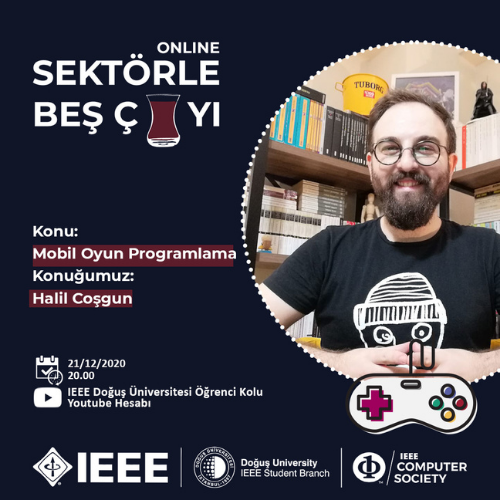 ONLINE
SEKTÖRLE
BEŞ Ç YI
TUBORG
Konu:
Mobil Oyun Programlama
Konuğumuz:
Halil Coşgun
21/12/2020
20.00
IEEE Doğuş Üniversitesi Öğrenci Kolu
Youtube Hesabı
IEEE
Doğuş University
IEEE Student Branch
IEEE
COMPUTER
SOCIETY